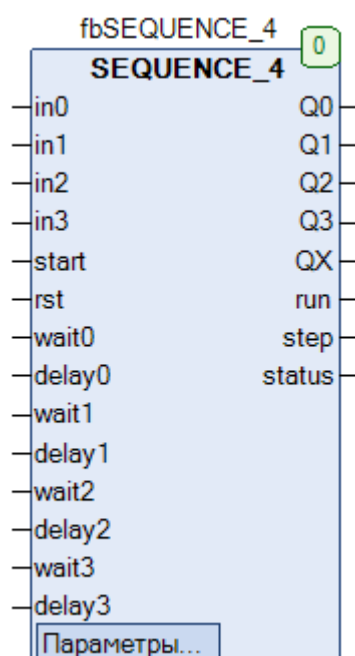 fbSEQUENCE_4
0
SEQUENCE_4
in0 Q0
in1 Q1
in2 Q2
in3 Q3
start QX
rst run
wait0 step
delay0 status
wait1
delay1
wait2
delay2
wait3
delay3
Параметры...